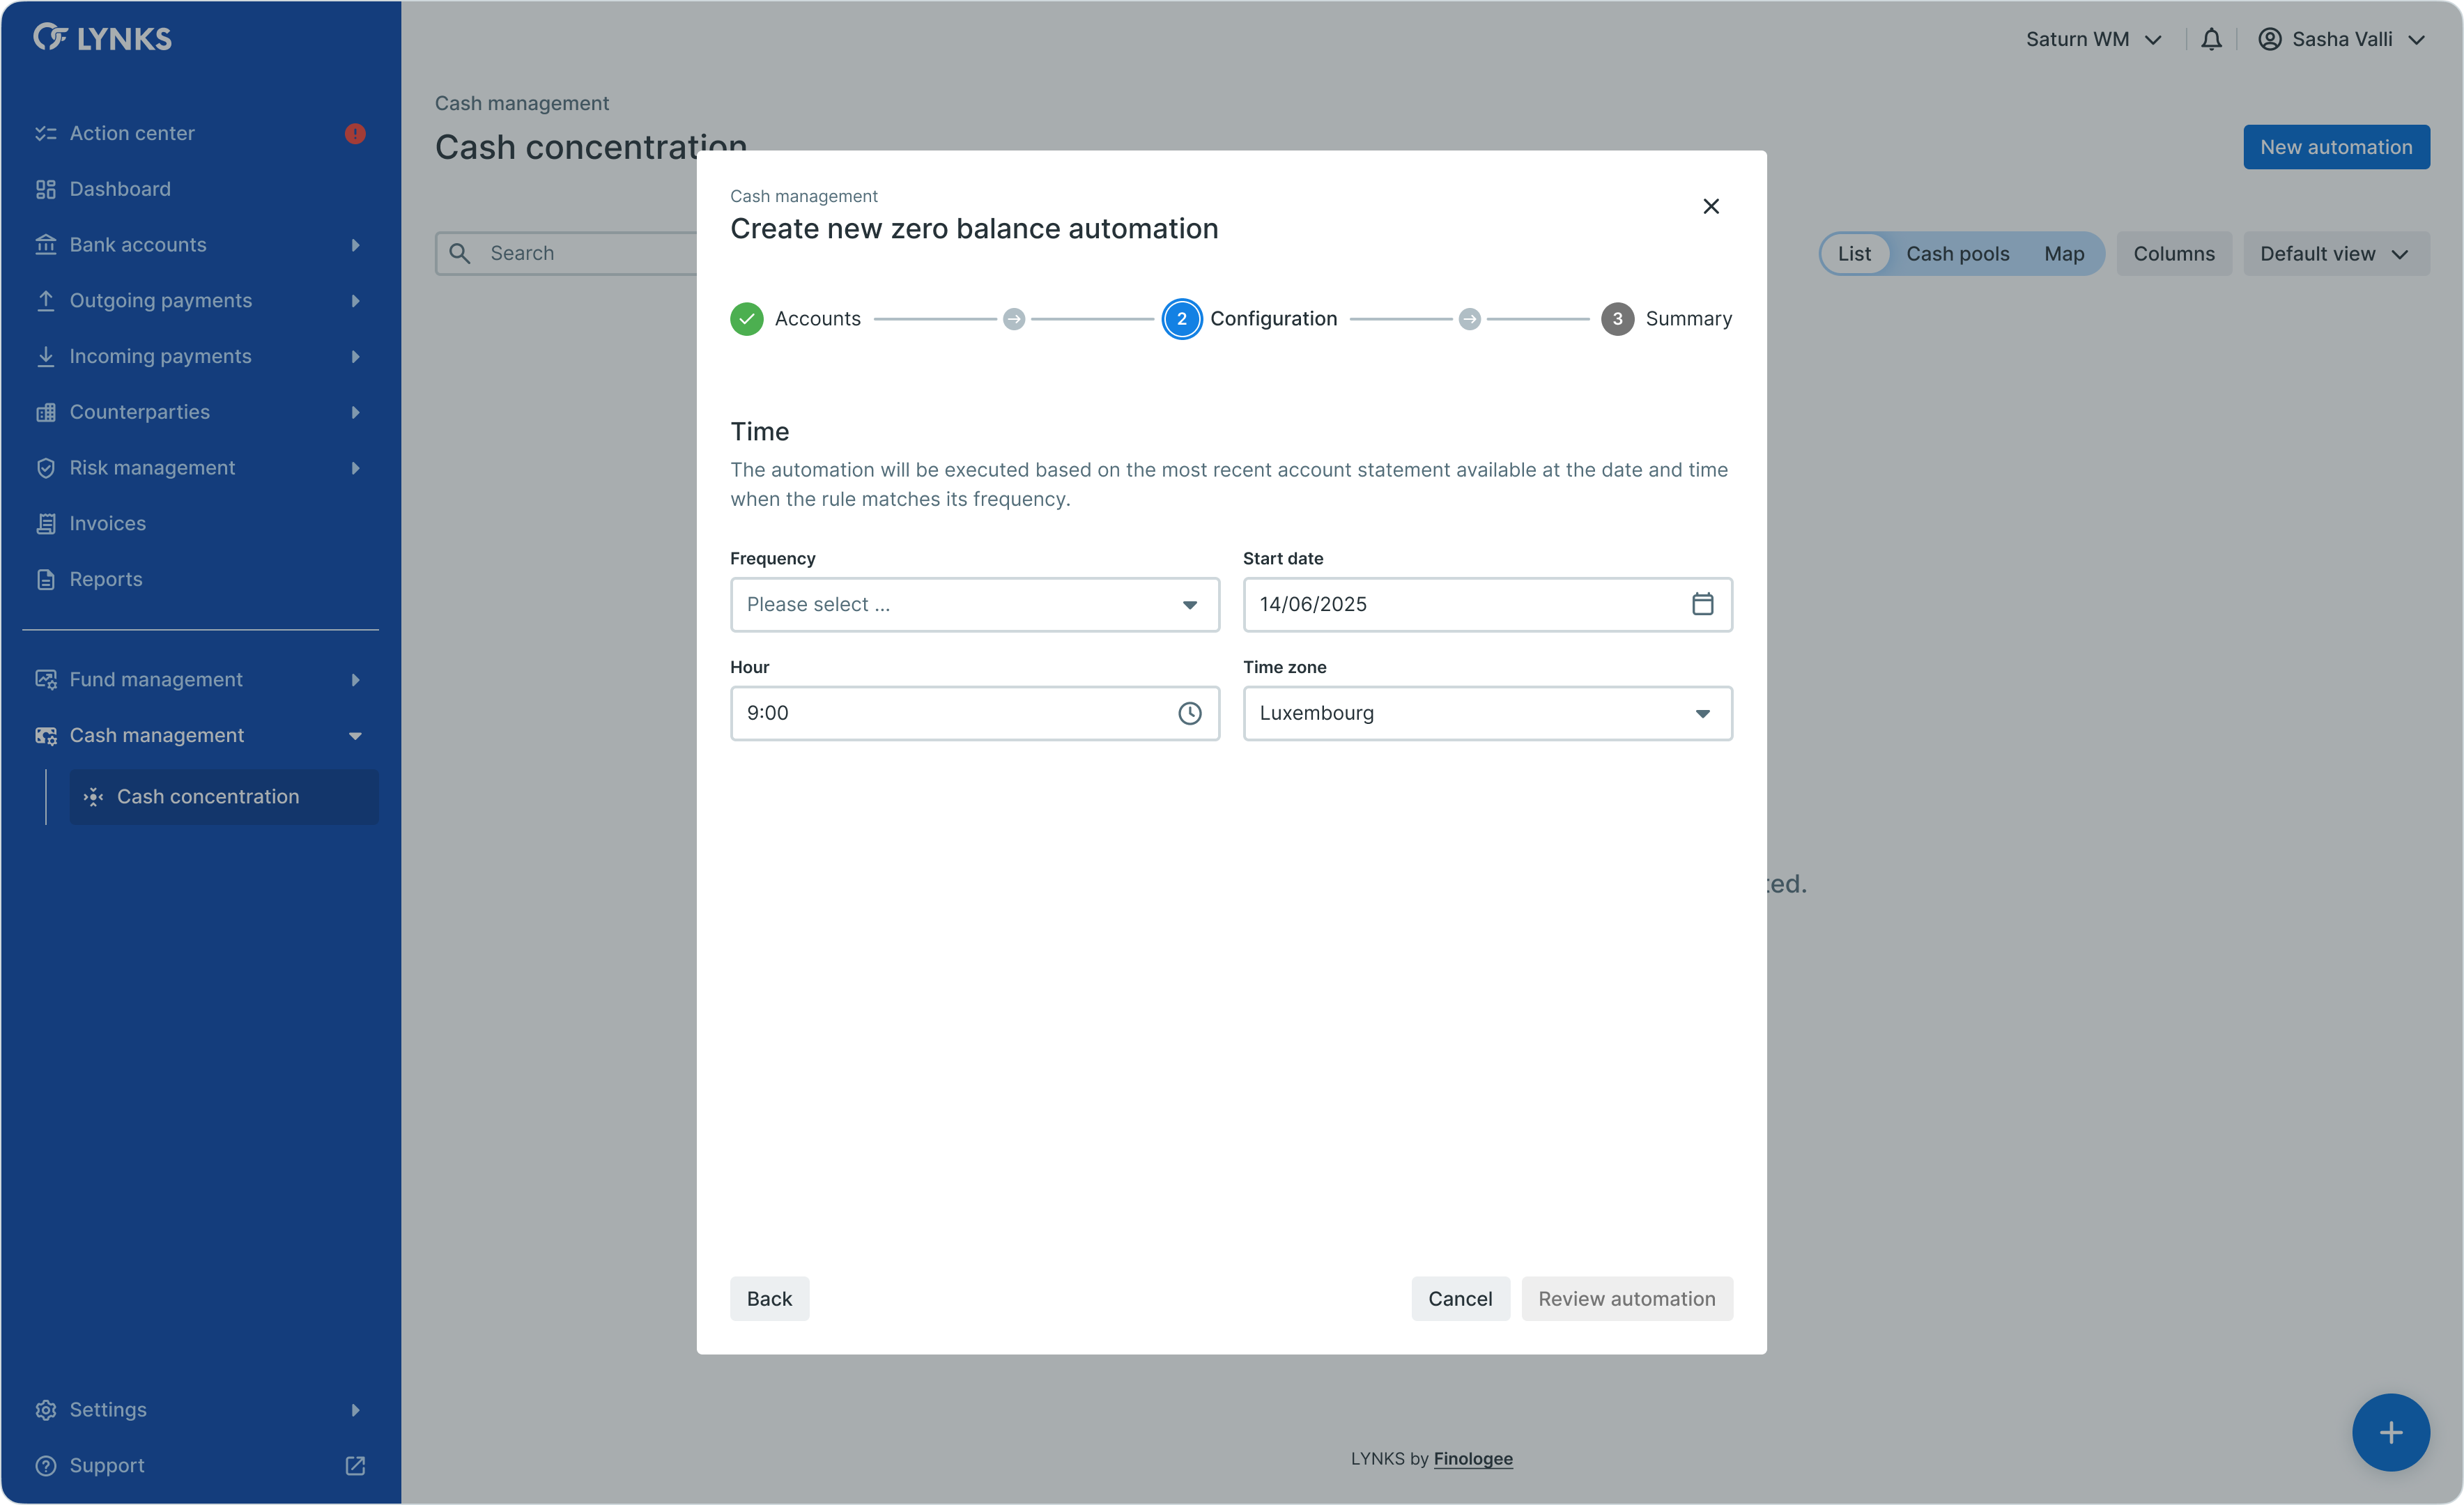 LYNKS
Saturn WM
Sasha Valli
Action center
Dashboard
Bank accounts
Outgoing payments
Incoming payments
Counterparties
Risk management
Invoices
Reports
Fund management
Cash management
Cash concentration
Settings
Support
Cash management
Cash concentration
New automation
Search
List
Cash pools
Map
Columns
Default view
Cash management
Create new zero balance automation
Accounts
2
Configuration
3
Summary
Time
The automation will be executed based on the most recent account statement available at the date and time
when the rule matches its frequency.
Frequency
Please select ...
Start date
14/06/2025
Hour
9:00
Time zone
Luxembourg
Back
Cancel
Review automation
LYNKS by Finologee